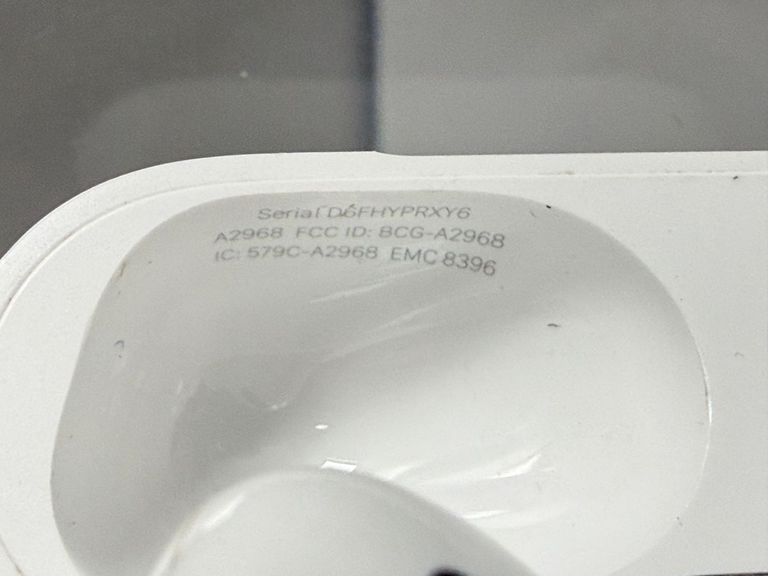 Serial D6FHYPRXY6
A2968 FCC ID: BCG-A2968
IC: 579C-A2968 EMC 8396